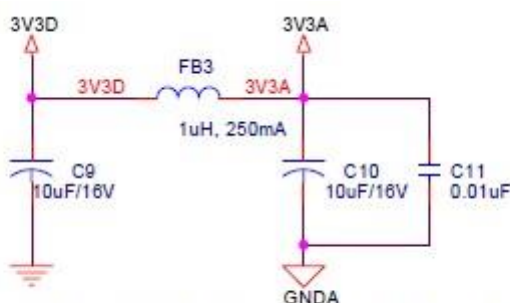 3V3D
3V3A
FB3
3V3D
3V3A
1uH, 250mA
C9
10uF/16V
C10
10uF/16V
C11
0.01uF
GNDA